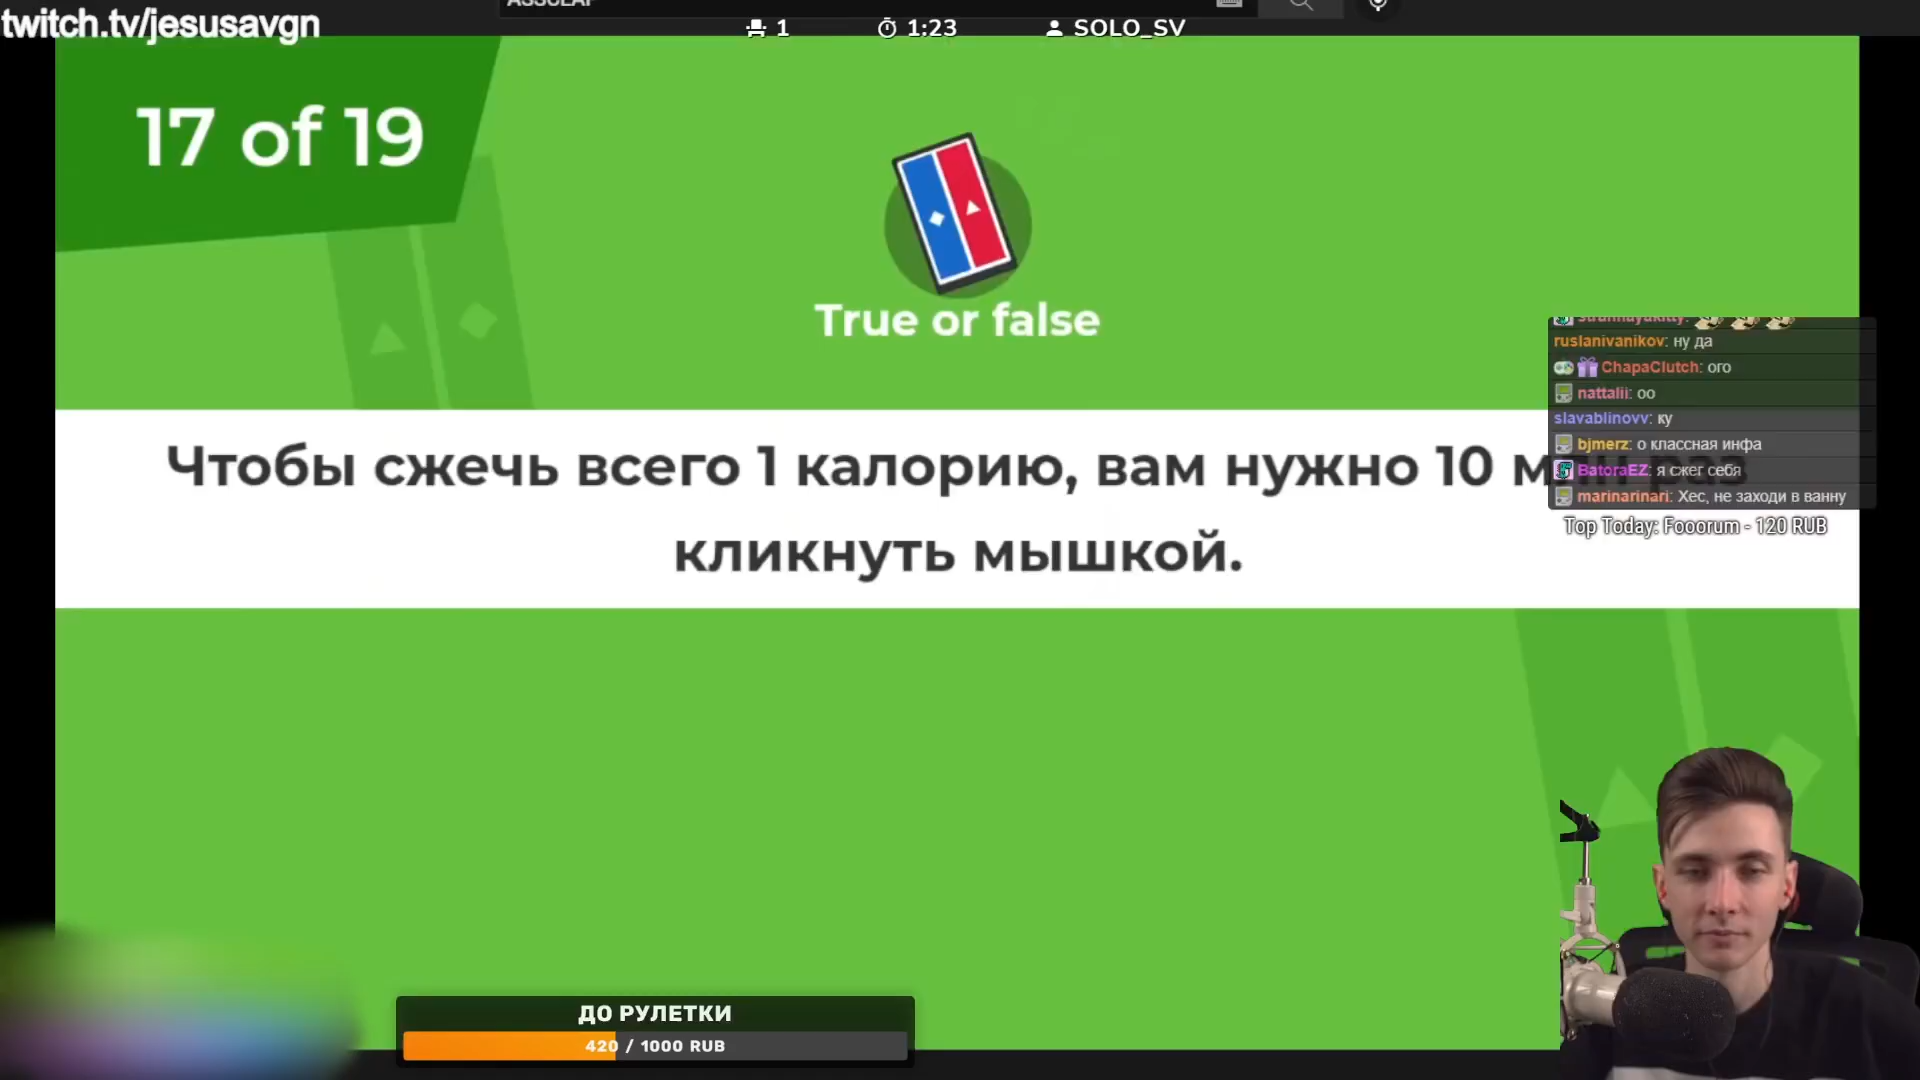 twitch.tv/jesusavgn
1
1:23
SOLO_SV
17 of 19
True or false
Чтобы сжечь всего 1 калорию, вам нужно 10 млн раз
кликнуть мышкой.
ruslanivanikov: ну да
ChapaClutch: ого
nattalii: оо
slavablinovv: ку
bjmerz: о классная инфа
BatoraEZ: я сжег себя
marinarinari: Хес, не заходи в ванну
Top Today: Fooorum - 120 RUB
ДО РУЛЕТКИ
420 / 1000 RUB